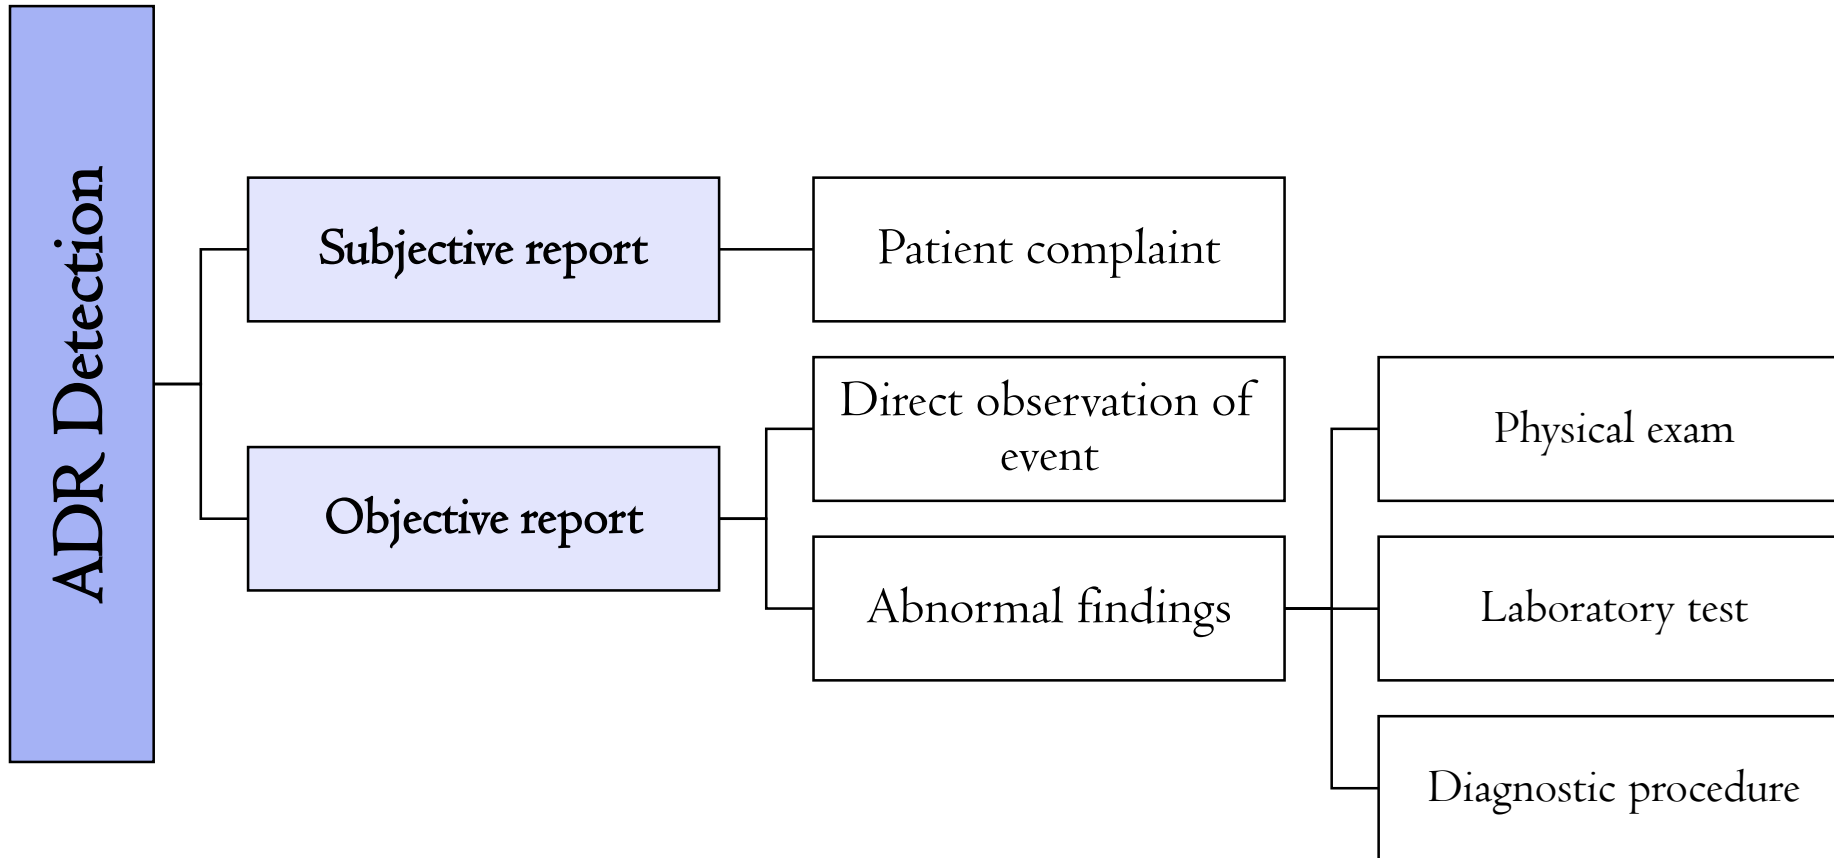 ADR Detection
Subjective report
Patient complaint
Objective report
Direct observation of
event
Abnormal findings
Physical exam
Laboratory test
Diagnostic procedure